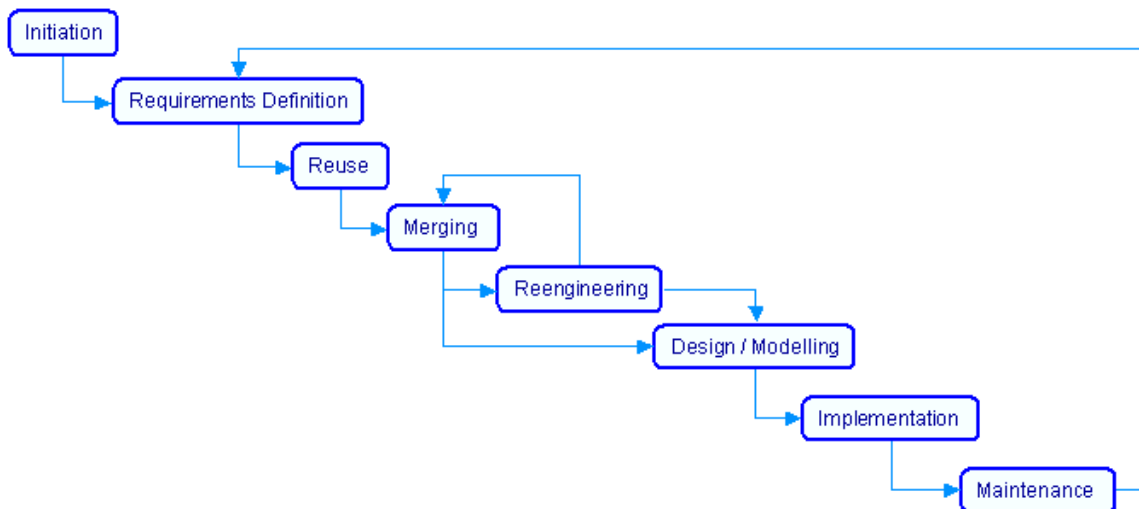 Initiation
Requirements Definition
Reuse
Merging
Reengineering
Design / Modelling
Implementation
Maintenance